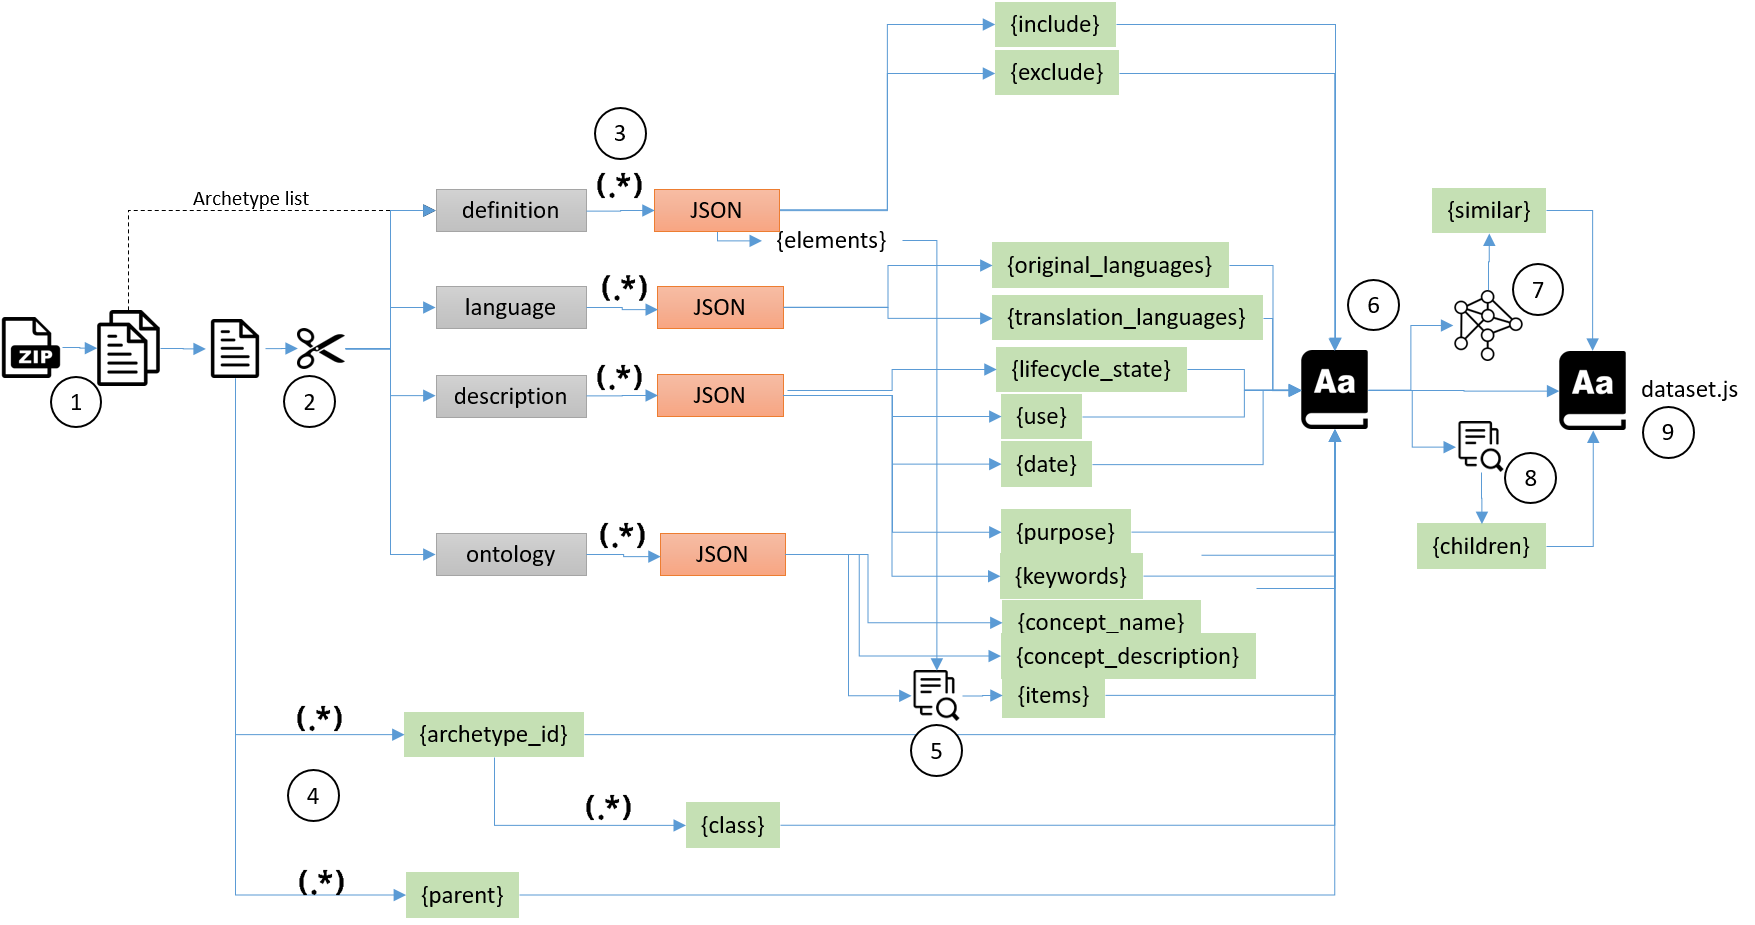 {include}
{exclude}
3
(.*)
Archetype list
definition
JSON
{elements}
{similar}
{original_languages}
(.*)
language
JSON
{translation_languages}
6
7
ZIP
1
2
(.*)
description
JSON
{lifecycle_state}
{use}
{date}
Aa
Aa
dataset.js
9
8
{purpose}
{children}
(.*)
ontology
JSON
{keywords}
{concept_name}
{concept_description}
{items}
5
(.*)
{archetype_id}
4
(.*)
{class}
(.*)
{parent}